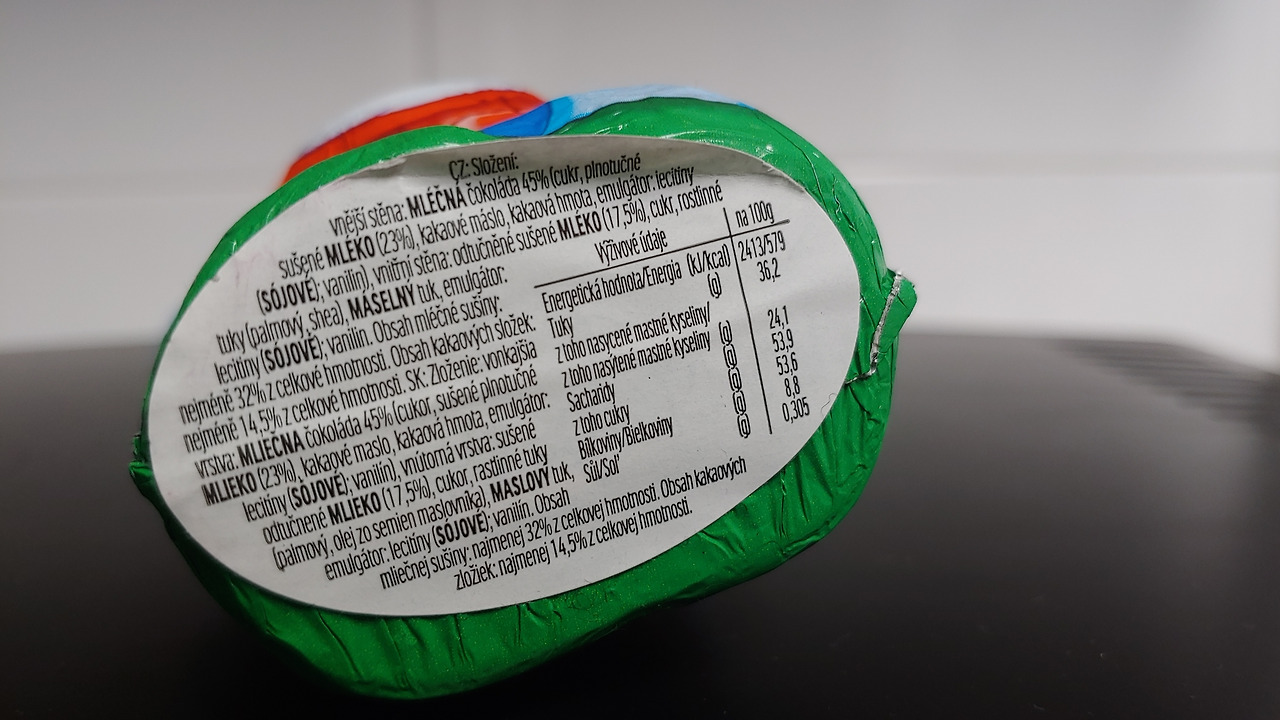 CZ: Složení:
vnější stěna: MLÉČNÁ čokoláda 45% (cukr, plnotučné
sušené MLÉKO (23%), kakaové máslo, kakaová hmota, emulgátor: lecitiny
(SÓJOVÉ); vanilin), vnitřní stěna: odtučněné sušené MLÉKO (17,5%), cukr, rostlinné
tuky (palmový, shea), MÁSELNÝ tuk, emulgátor:
lecitiny (SÓJOVÉ); vanilin. Obsah mléčné sušiny:
nejméně 32% z celkové hmotnosti. Obsah kakaových složek:
nejméně 14,5% z celkové hmotnosti. SK: Zloženie: vonkajšia
vrstva: MLIEČNA čokoláda 45% (cukor, sušené plnotučné
MLIEKO (23%), kakaové maslo, kakaová hmota, emulgátor:
lecitíny (SÓJOVÉ); vanilín), vnútorná vrstva: sušené
odtučnené MLIEKO (17,5%), cukor, rastlinné tuky
(palmový, olej zo semien maslovníka), MASLOVÝ tuk,
emulgátor: lecitíny (SÓJOVÉ); vanilín. Obsah
mliečnej sušiny: najmenej 32% z celkovej hmotnosti. Obsah kakaových
zložiek: najmenej 14,5% z celkovej hmotnosti.
Výživové údaje na 100g
Energetická hodnota/Energia (kJ/kcal) 2413/579
Tuky (g) 36,2
z toho nasycené mastné kyseliny/
z toho nasýtené mastné kyseliny (g) 24,1
Sacharidy (g) 53,9
z toho cukry (g) 53,6
Bílkoviny/Bielkoviny (g) 8,8
Sůl/Soľ (g) 0,305